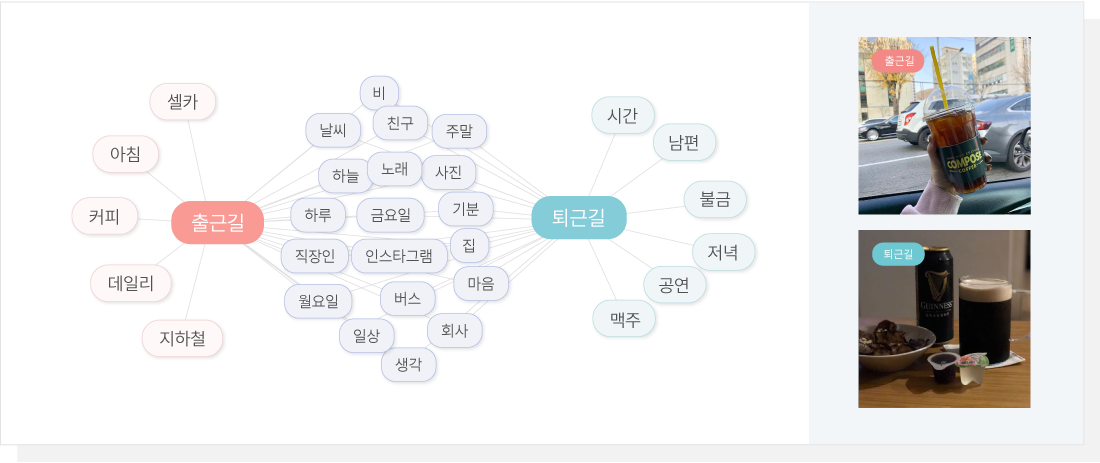 셀카
아침
커피
데일리
지하철
출근길
비
날씨
친구
주말
하늘
노래
사진
하루
금요일
기분
직장인
인스타그램
집
월요일
버스
마음
일상
회사
생각
퇴근길
시간
남편
불금
저녁
공연
맥주
출근길
COMPOSE
COFFEE
퇴근길
GUINNESS